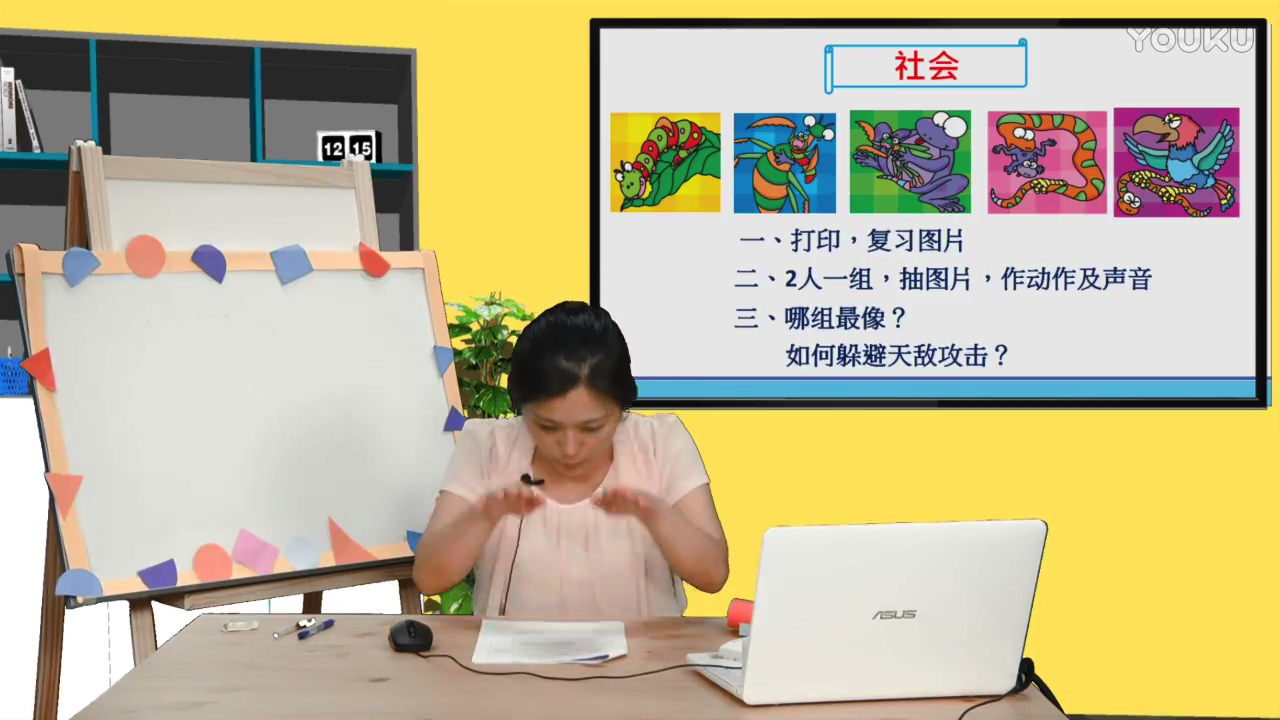 YOUKU
社会
12 15
一、打印，复习图片
二、2人一组，抽图片，作动作及声音
三、哪组最像？
如何躲避天敌攻击？
ASUS